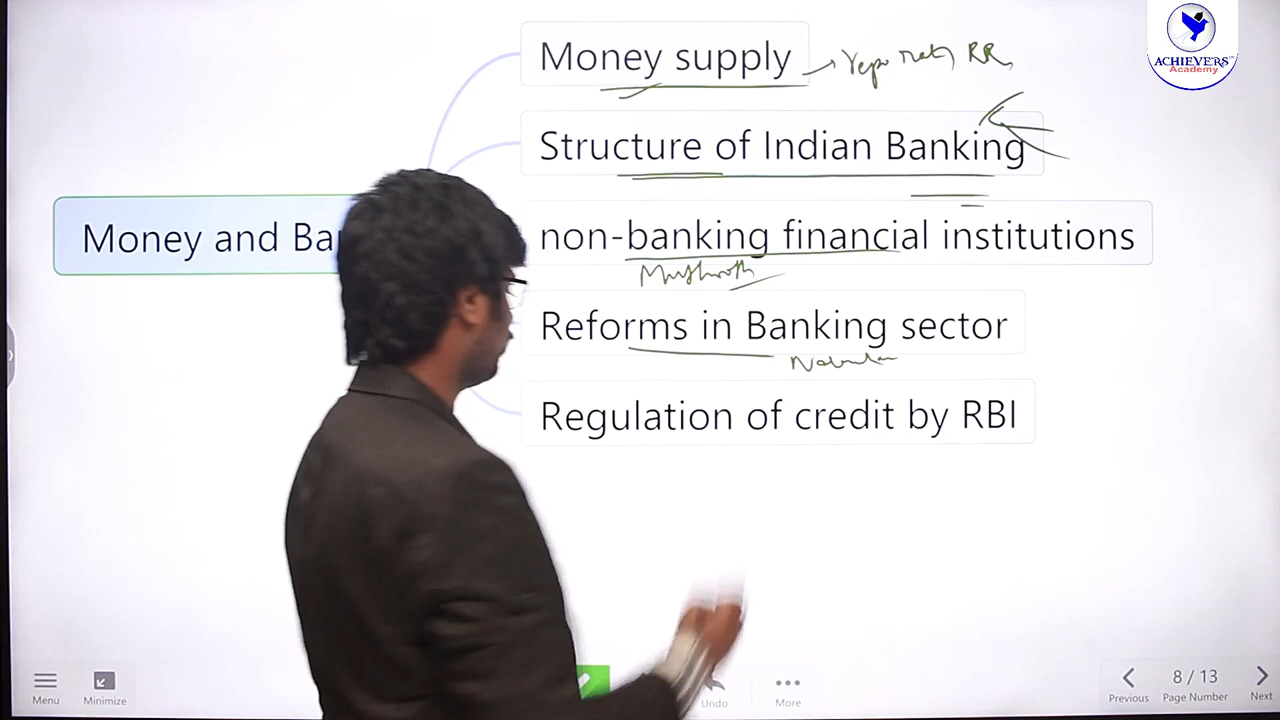 Money supply → repo rate, RR,
ACHIEVERS
Academy
Structure of Indian Banking
Money and Ba
non-banking financial institutions
Reforms in Banking sector
Regulation of credit by RBI
Menu
Minimize
Undo
More
Previous
8 / 13
Page Number
Next